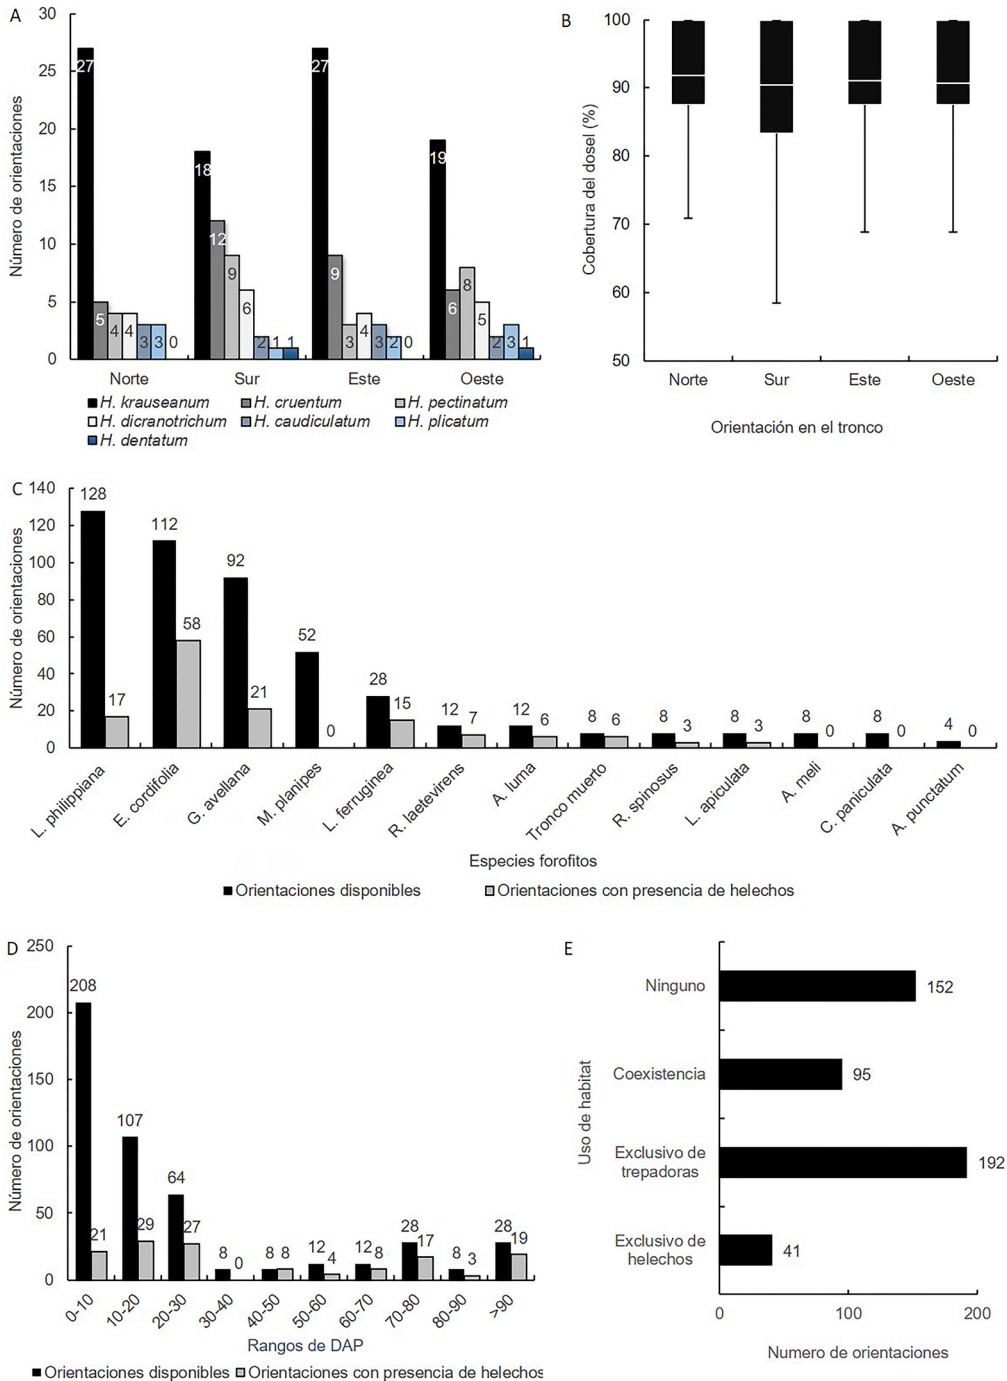 A
Número de orientaciones
30
25
20
15
10
5
0
27
5
4
4
3
3
0
18
12
9
6
2
1
1
27
9
3
4
3
2
0
19
6
8
5
2
3
1
Norte
Sur
Este
Oeste
H. krauseanum
H. cruentum
H. pectinatum
H. dicranotrichum
H. caudiculatum
H. plicatum
H. dentatum
B
Cobertura del dosel (%)
100
90
80
70
60
50
Norte
Sur
Este
Oeste
Orientación en el tronco
C
Número de orientaciones
140
120
100
80
60
40
20
0
128
17
112
58
92
21
52
0
28
15
12
7
12
6
8
6
8
3
8
3
8
0
8
0
4
0
L. philippiana
E. cordifolia
G. avellana
M. planipes
L. ferruginea
R. laetevirens
A. luma
Tronco muerto
R. spinosus
L. apiculata
A. meli
C. paniculata
A. punctatum
Especies forofitos
Orientaciones disponibles
Orientaciones con presencia de helechos
D
Número de orientaciones
250
200
150
100
50
0
208
21
107
29
64
27
8
0
8
8
12
4
12
8
28
17
8
3
28
19
0-10
10-20
20-30
30-40
40-50
50-60
60-70
70-80
80-90
>90
Rangos de DAP
Orientaciones disponibles
Orientaciones con presencia de helechos
E
Uso de habitat
Ninguno
152
Coexistencia
95
Exclusivo de
trepadoras
192
Exclusivo de
helechos
41
0
100
200
Numero de orientaciones